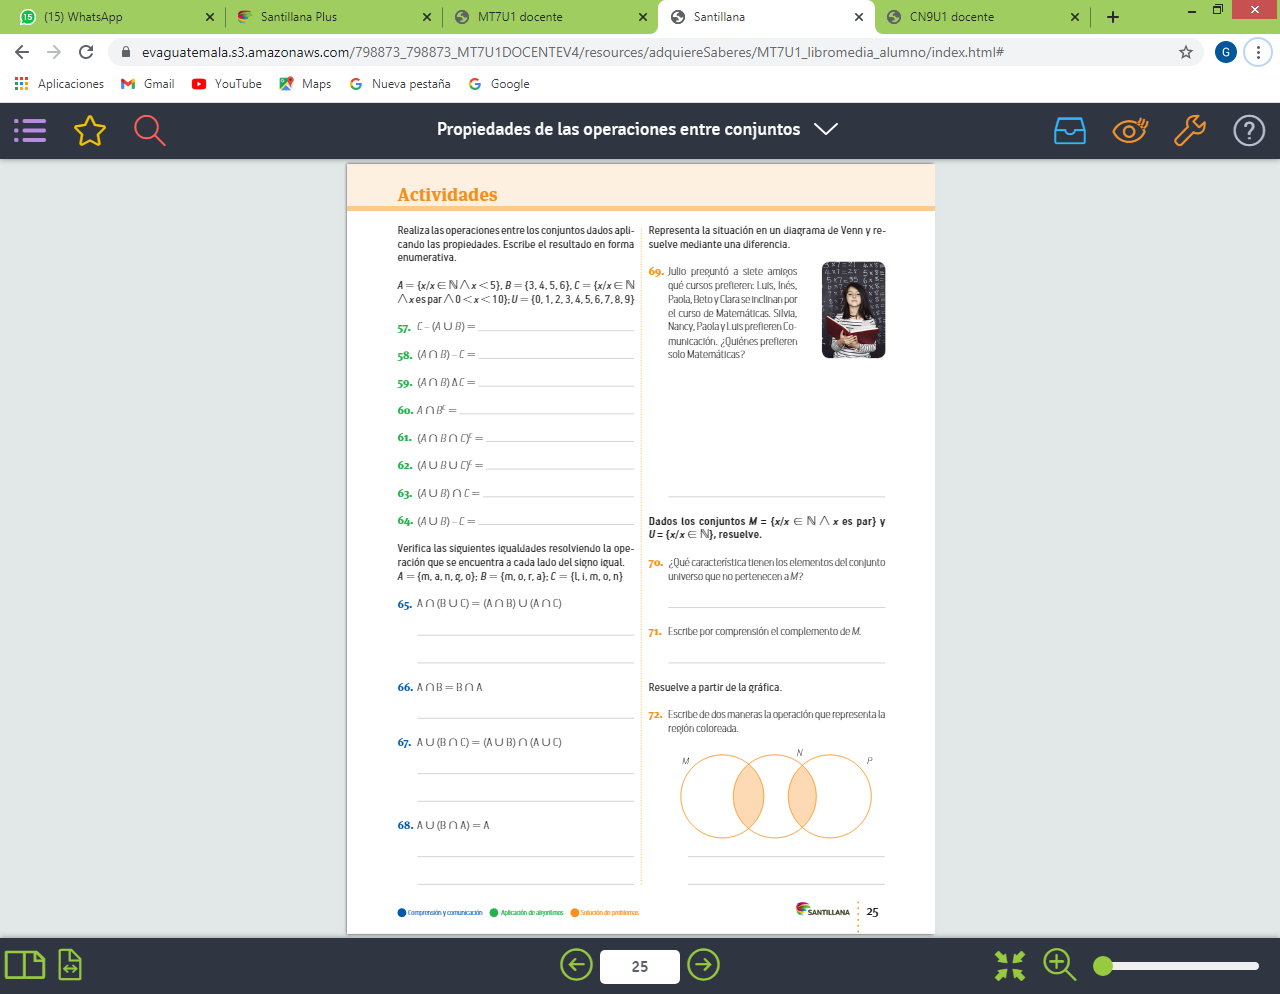 (15) WhatsApp
Santillana Plus
MT7U1 docente
Santillana
CN9U1 docente
evaguatemala.s3.amazonaws.com/798873_798873_MT7U1DOCENTEV4/resources/adquiereSaberes/MT7U1_libromedia_alumno/index.html#
G
Aplicaciones
Gmail
YouTube
Maps
Nueva pestaña
Google
Propiedades de las operaciones entre conjuntos
Actividades
Realiza las operaciones entre los conjuntos dados apli-
cando las propiedades. Escribe el resultado en forma
enumerativa.
A = {x/x ∈ ℕ ∧ x < 5}, B = {3, 4, 5, 6}, C = {x/x ∈ ℕ
∧ x es par ∧ 0 < x < 10}; U = {0, 1, 2, 3, 4, 5, 6, 7, 8, 9}
57. C – (A ∪ B) =
58. (A ∩ B) – C =
59. (A ∩ B) Δ C =
60. A ∩ Bᶜ =
61. (A ∩ B ∩ C)ᶜ =
62. (A ∪ B ∪ C)ᶜ =
63. (A ∪ B) ∩ C =
64. (A ∪ B) – C =
Verifica las siguientes igualdades resolviendo la ope-
ración que se encuentra a cada lado del signo igual.
A = {m, a, n, g, o}; B = {m, o, r, a}; C = {l, i, m, o, n}
65. A ∩ (B ∪ C) = (A ∩ B) ∪ (A ∩ C)
66. A ∩ B = B ∩ A
67. A ∪ (B ∩ C) = (A ∪ B) ∩ (A ∪ C)
68. A ∪ (B ∩ A) = A
Representa la situación en un diagrama de Venn y re-
suelve mediante una diferencia.
69. Julio preguntó a siete amigos
qué cursos prefieren: Luis, Inés,
Paola, Beto y Clara se inclinan por
el curso de Matemáticas. Silvia,
Nancy, Paola y Luis prefieren Co-
municación. ¿Quiénes prefieren
solo Matemáticas?
Dados los conjuntos M = {x/x ∈ ℕ ∧ x es par} y
U = {x/x ∈ ℕ}, resuelve.
70. ¿Qué característica tienen los elementos del conjunto
universo que no pertenecen a M?
71. Escribe por comprensión el complemento de M.
Resuelve a partir de la gráfica.
72. Escribe de dos maneras la operación que representa la
región coloreada.
M
N
P
Comprensión y comunicación
Aplicación de algoritmos
Solución de problemas
SANTILLANA
25
25